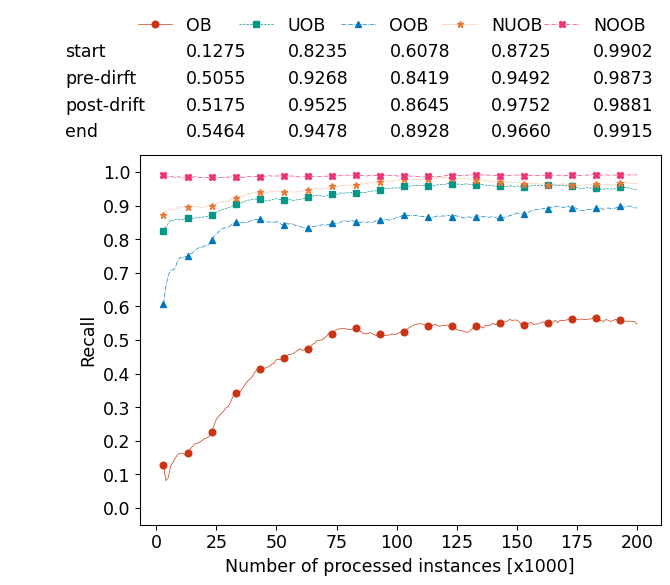 OB UOB OOB NUOB NOOB
start 0.1275 0.8235 0.6078 0.8725 0.9902
pre-dirft 0.5055 0.9268 0.8419 0.9492 0.9873
post-drift 0.5175 0.9525 0.8645 0.9752 0.9881
end 0.5464 0.9478 0.8928 0.9660 0.9915
1.0
0.9
0.8
0.7
0.6
0.5
0.4
0.3
0.2
0.1
0.0
Recall
0 25 50 75 100 125 150 175 200
Number of processed instances [x1000]